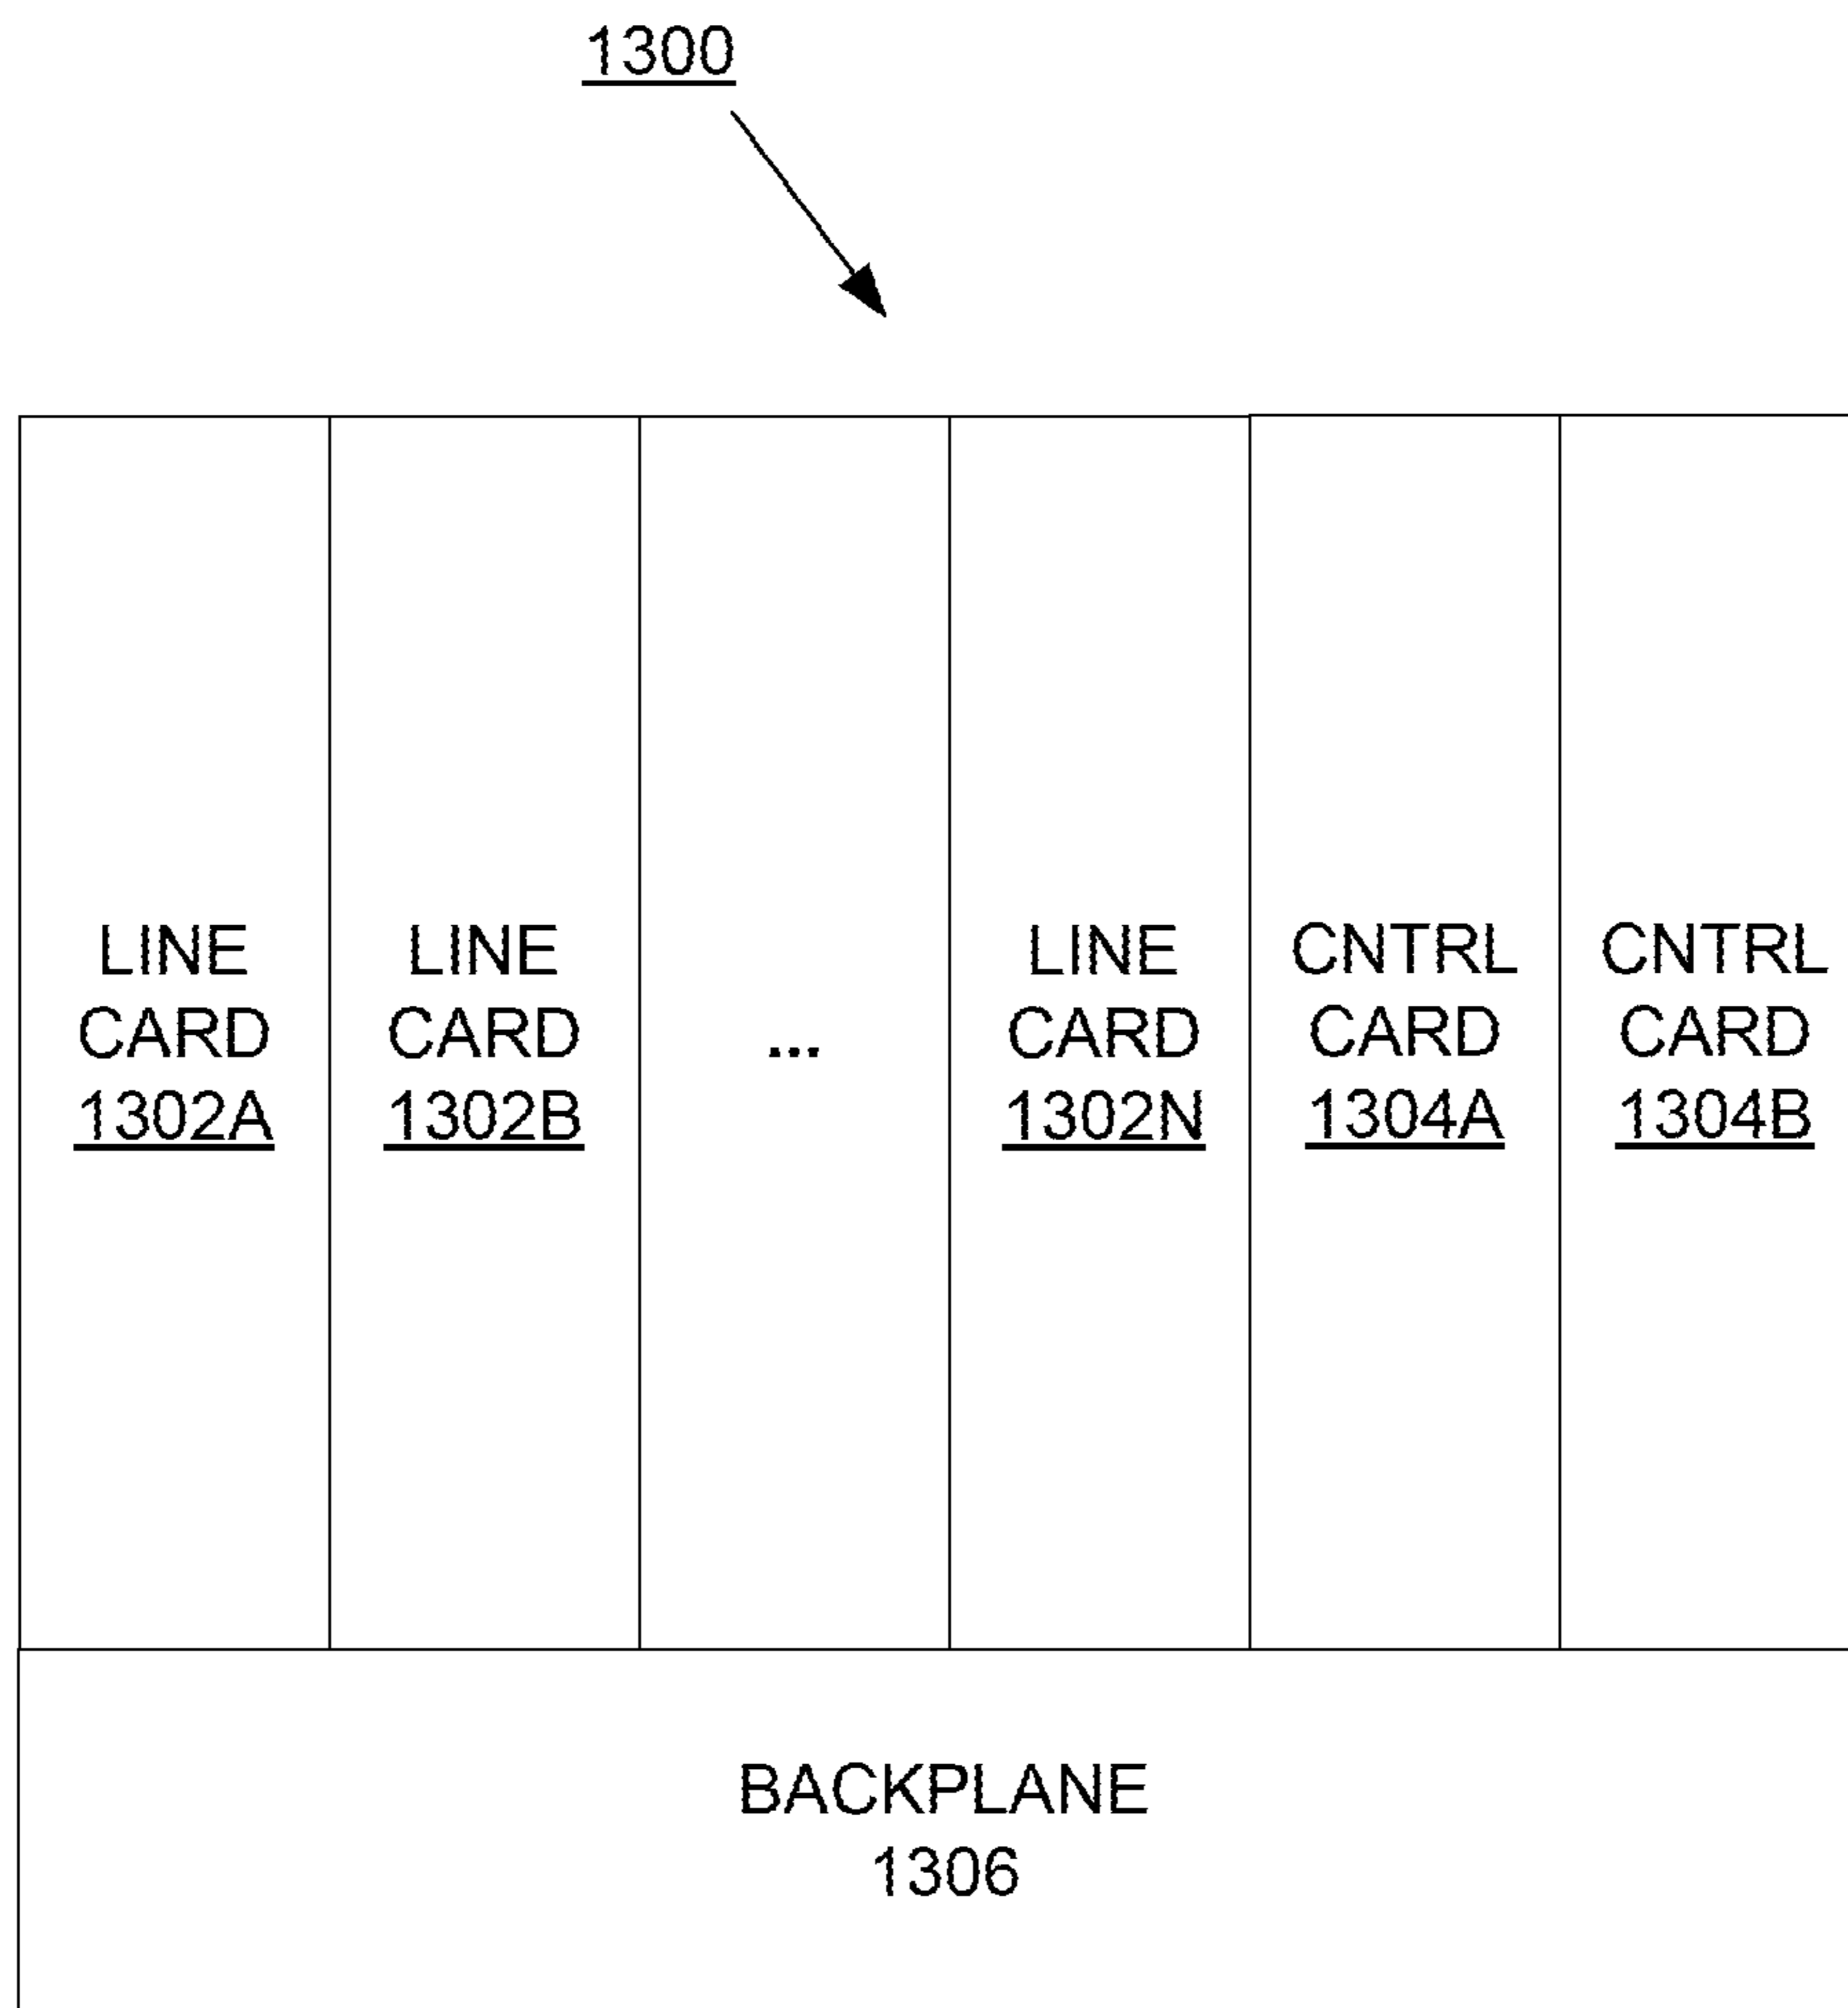 1300
LINE
CARD
1302A
LINE
CARD
1302B
...
LINE
CARD
1302N
CNTRL
CARD
1304A
CNTRL
CARD
1304B
BACKPLANE
1306